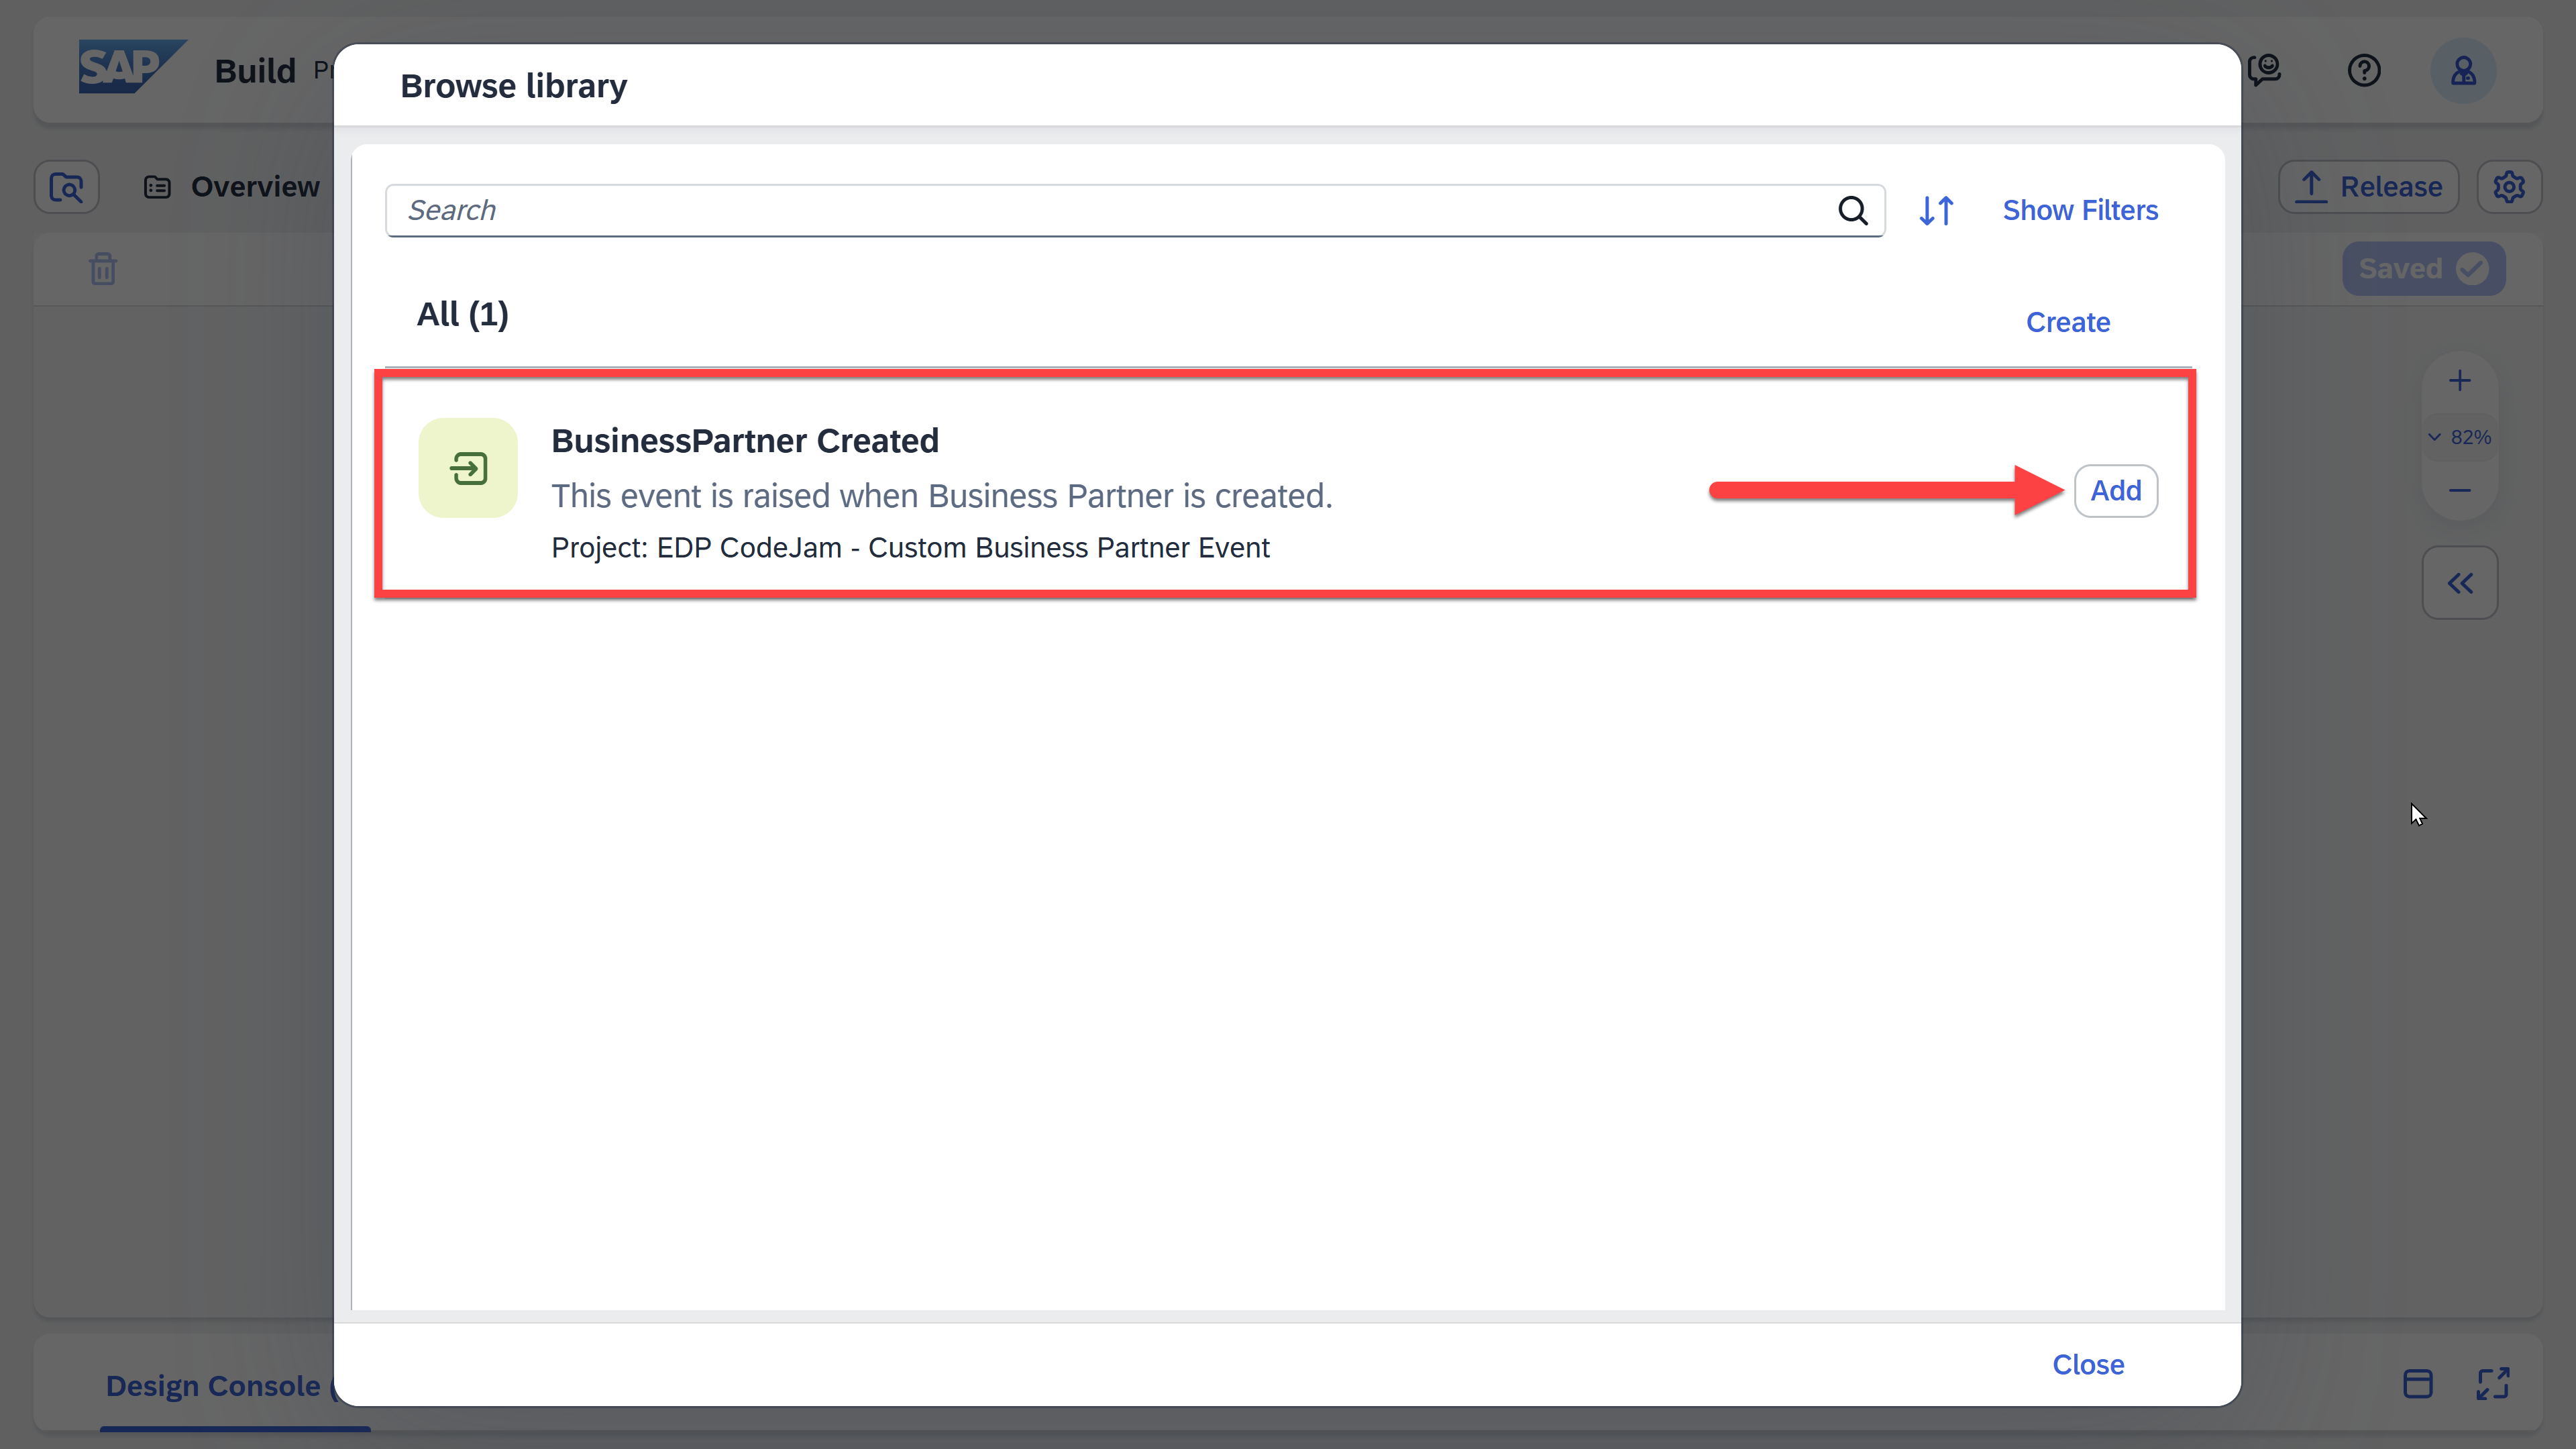 SAP Build Pr
Browse library
Overview
Search
Show Filters
Release
Saved
All (1)
Create
BusinessPartner Created
This event is raised when Business Partner is created.
Project: EDP CodeJam - Custom Business Partner Event
Add
82%
Close
Design Console (